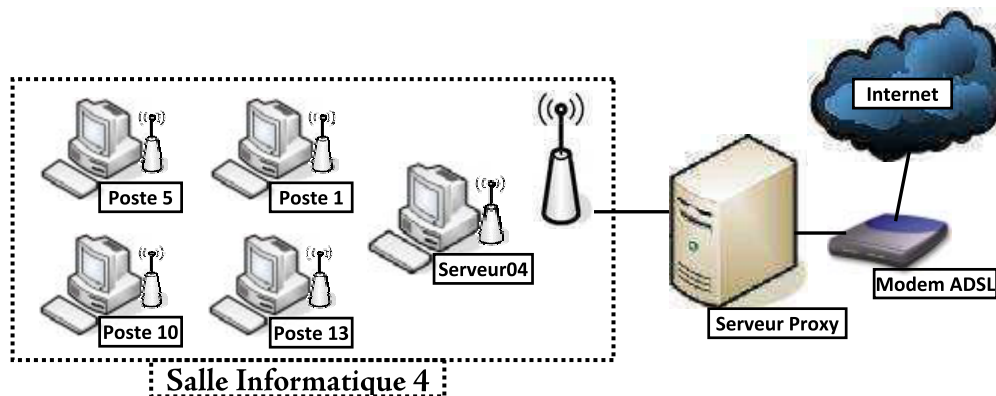 Internet
Poste 5
Poste 1
Serveur04
Modem ADSL
Poste 10
Poste 13
Serveur Proxy
Salle Informatique 4